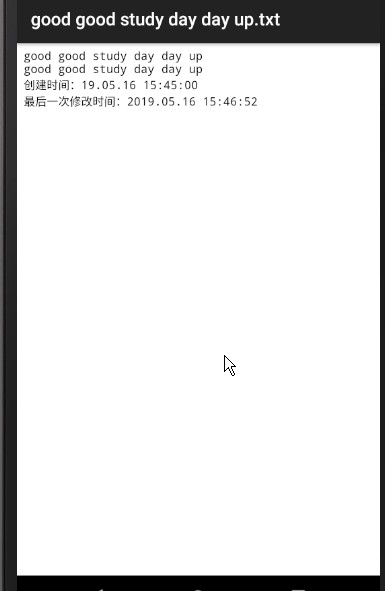 good good study day day up.txt
good good study day day up
good good study day day up
创建时间：19.05.16 15:45:00
最后一次修改时间：2019.05.16 15:46:52